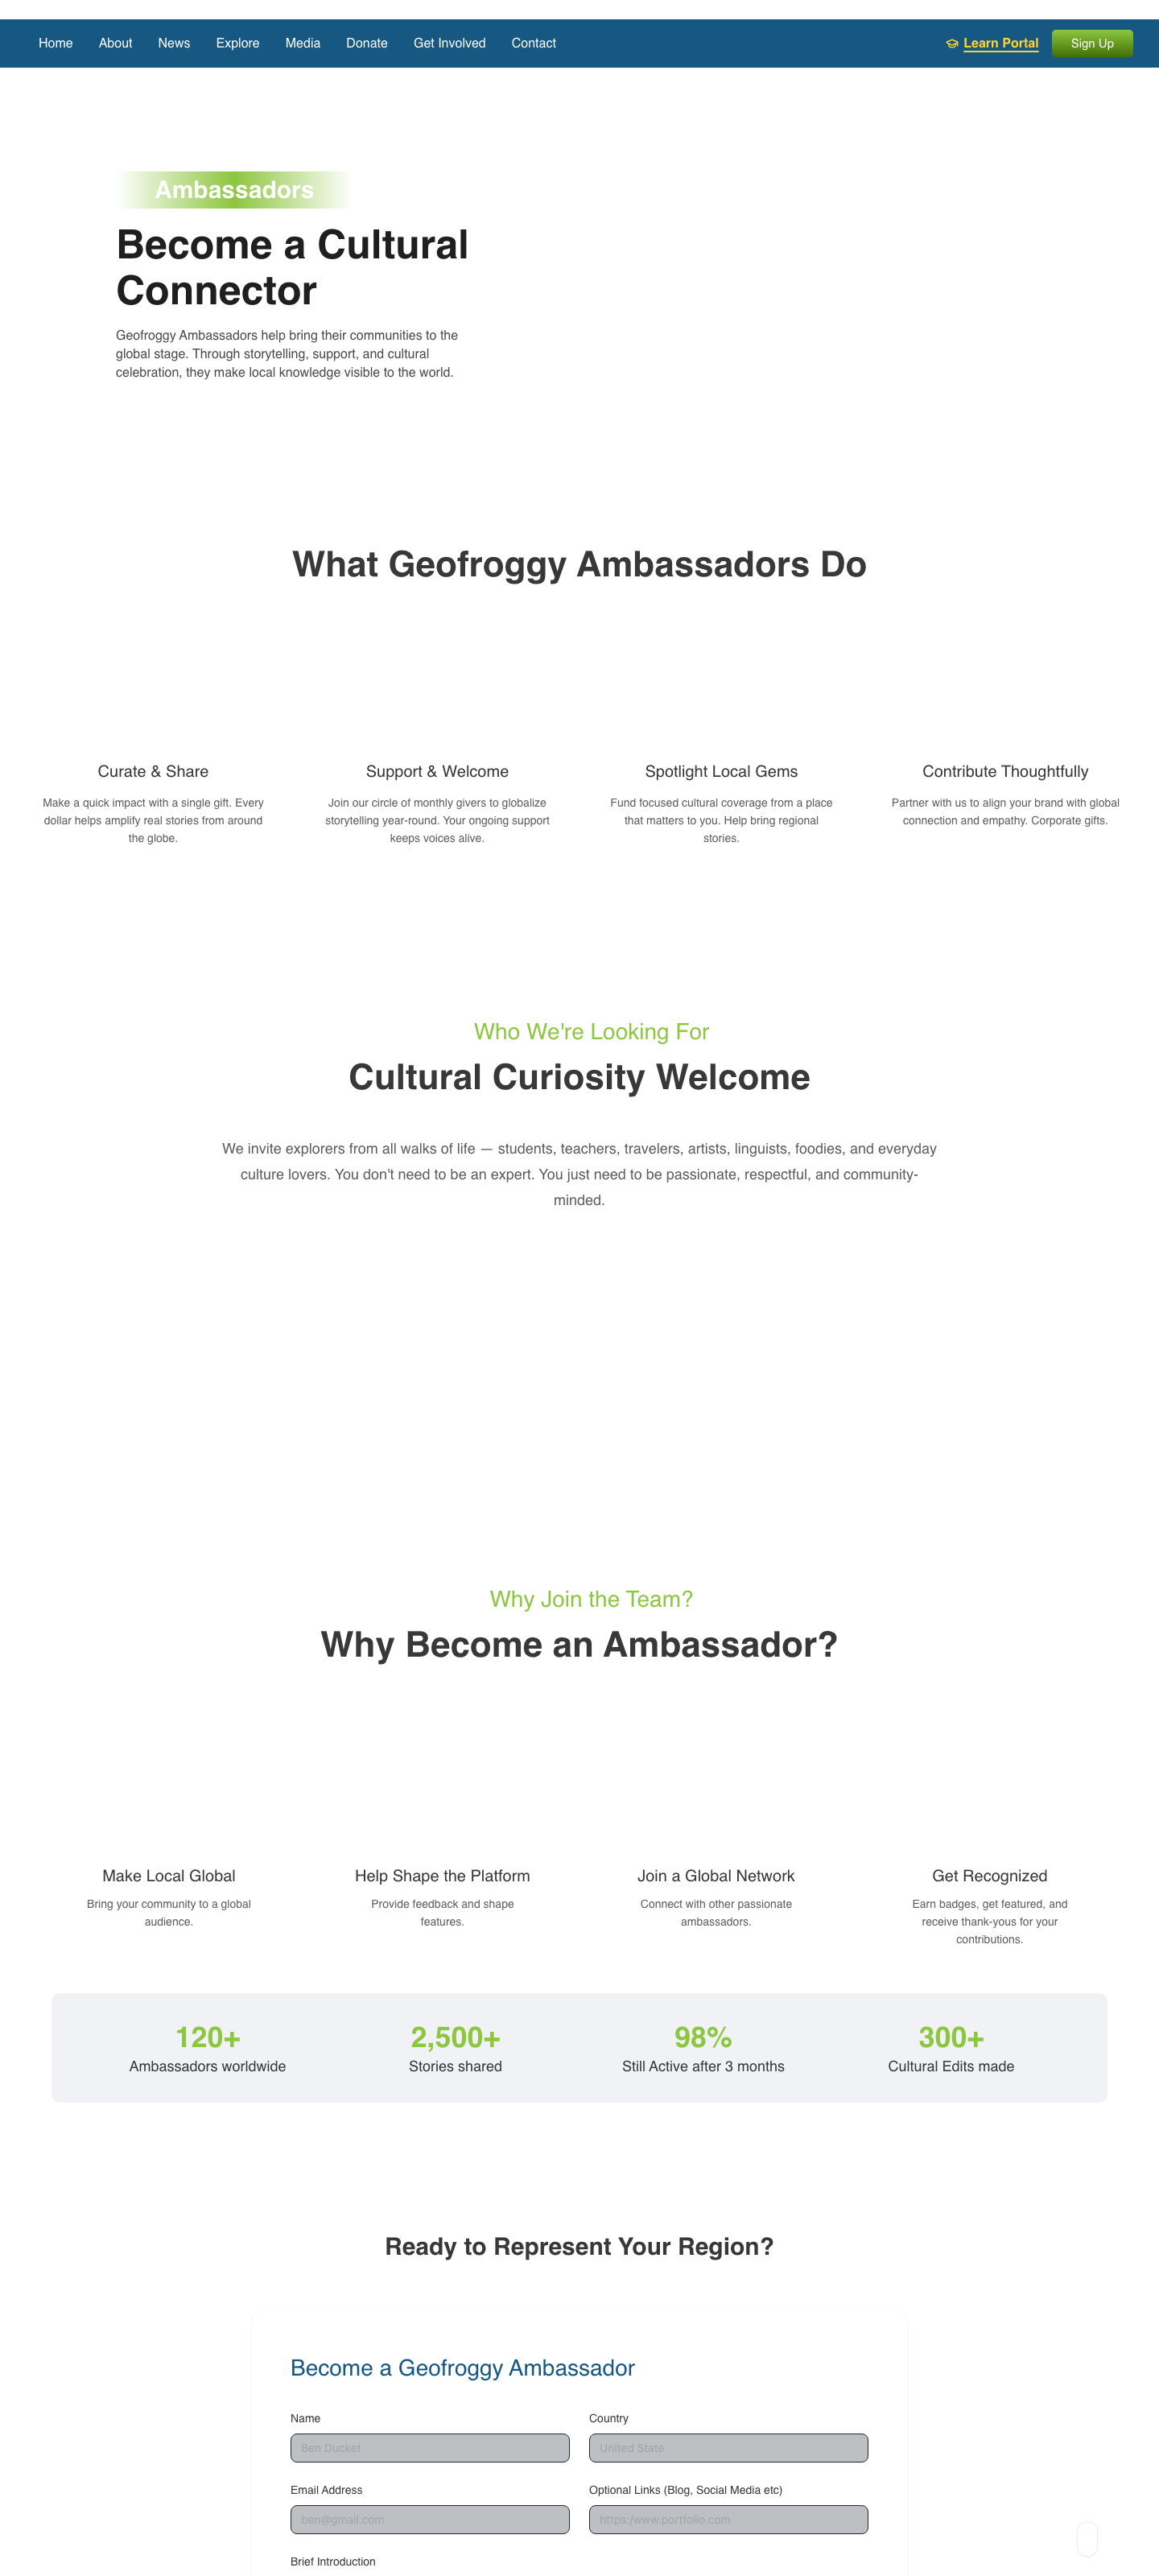 Home About News Explore Media Donate Get Involved Contact Learn Portal Sign Up
Ambassadors
Become a Cultural
Connector
Geofroggy Ambassadors help bring their communities to the
global stage. Through storytelling, support, and cultural
celebration, they make local knowledge visible to the world.
What Geofroggy Ambassadors Do
Curate & Share
Make a quick impact with a single gift. Every
dollar helps amplify real stories from around
the globe.
Support & Welcome
Join our circle of monthly givers to globalize
storytelling year-round. Your ongoing support
keeps voices alive.
Spotlight Local Gems
Fund focused cultural coverage from a place
that matters to you. Help bring regional
stories.
Contribute Thoughtfully
Partner with us to align your brand with global
connection and empathy. Corporate gifts.
Who We're Looking For
Cultural Curiosity Welcome
We invite explorers from all walks of life — students, teachers, travelers, artists, linguists, foodies, and everyday
culture lovers. You don't need to be an expert. You just need to be passionate, respectful, and community-
minded.
Why Join the Team?
Why Become an Ambassador?
Make Local Global
Bring your community to a global
audience.
Help Shape the Platform
Provide feedback and shape
features.
Join a Global Network
Connect with other passionate
ambassadors.
Get Recognized
Earn badges, get featured, and
receive thank-yous for your
contributions.
120+
Ambassadors worldwide
2,500+
Stories shared
98%
Still Active after 3 months
300+
Cultural Edits made
Ready to Represent Your Region?
Become a Geofroggy Ambassador
Name
Ben Ducket
Country
United State
Email Address
ben@gmail.com
Optional Links (Blog, Social Media etc)
https:/www.portfolio.com
Brief Introduction